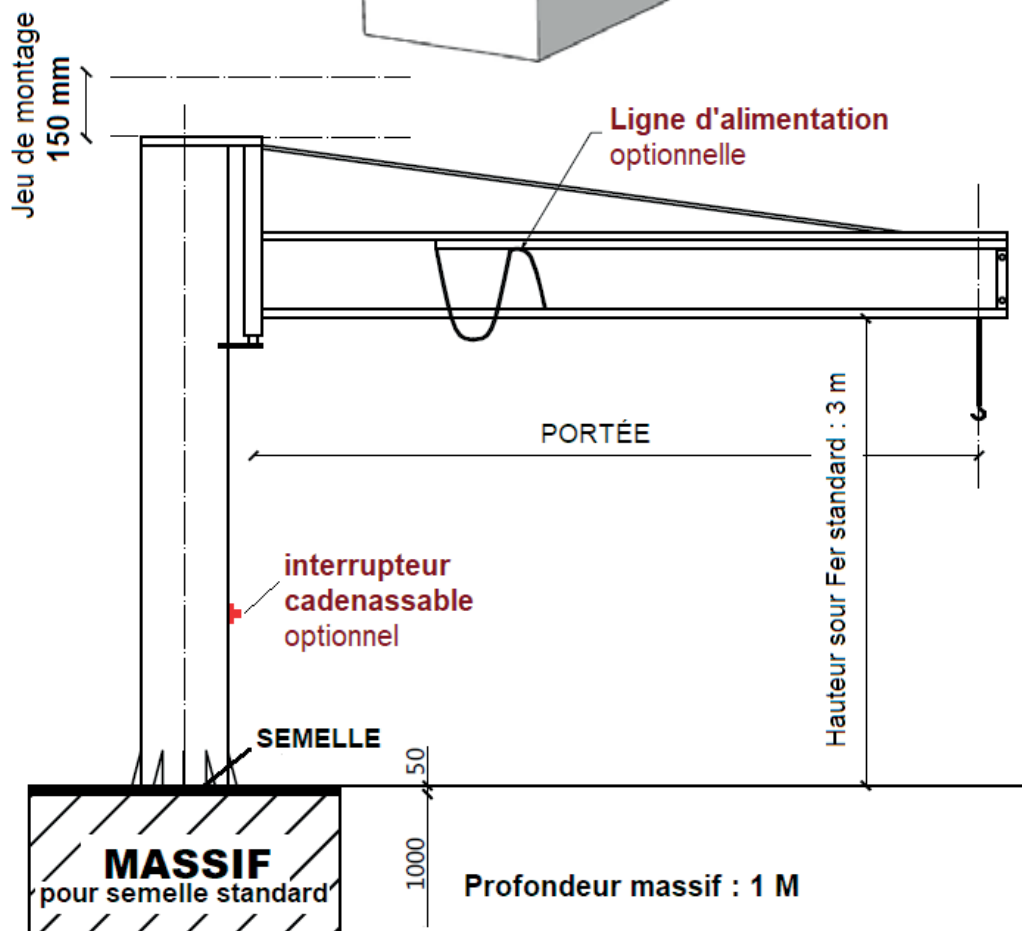 Jeu de montage
150 mm
Ligne d'alimentation
optionnelle
PORTÉE
Hauteur sour Fer standard : 3 m
interrupteur
cadenassable
optionnel
SEMELLE
50
1000
MASSIF
pour semelle standard
Profondeur massif : 1 M